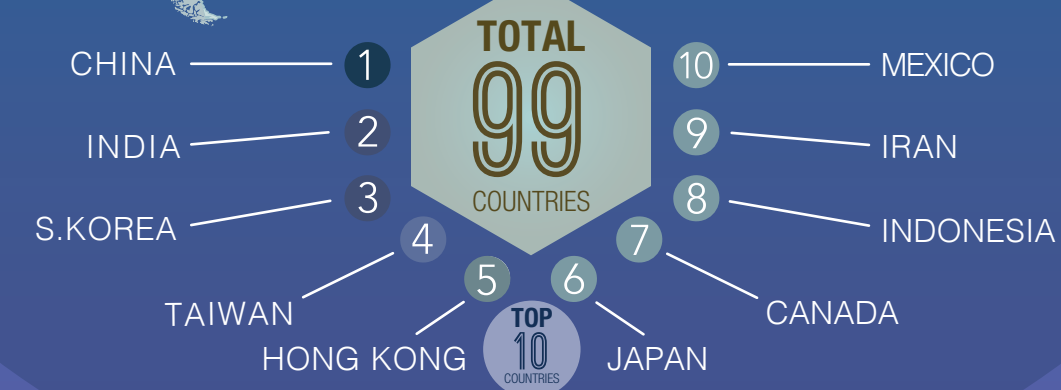 TOTAL
99
COUNTRIES
CHINA 1
INDIA 2
S.KOREA 3
TAIWAN 4
HONG KONG 5
6 JAPAN
7 CANADA
8 INDONESIA
9 IRAN
10 MEXICO
TOP
10
COUNTRIES